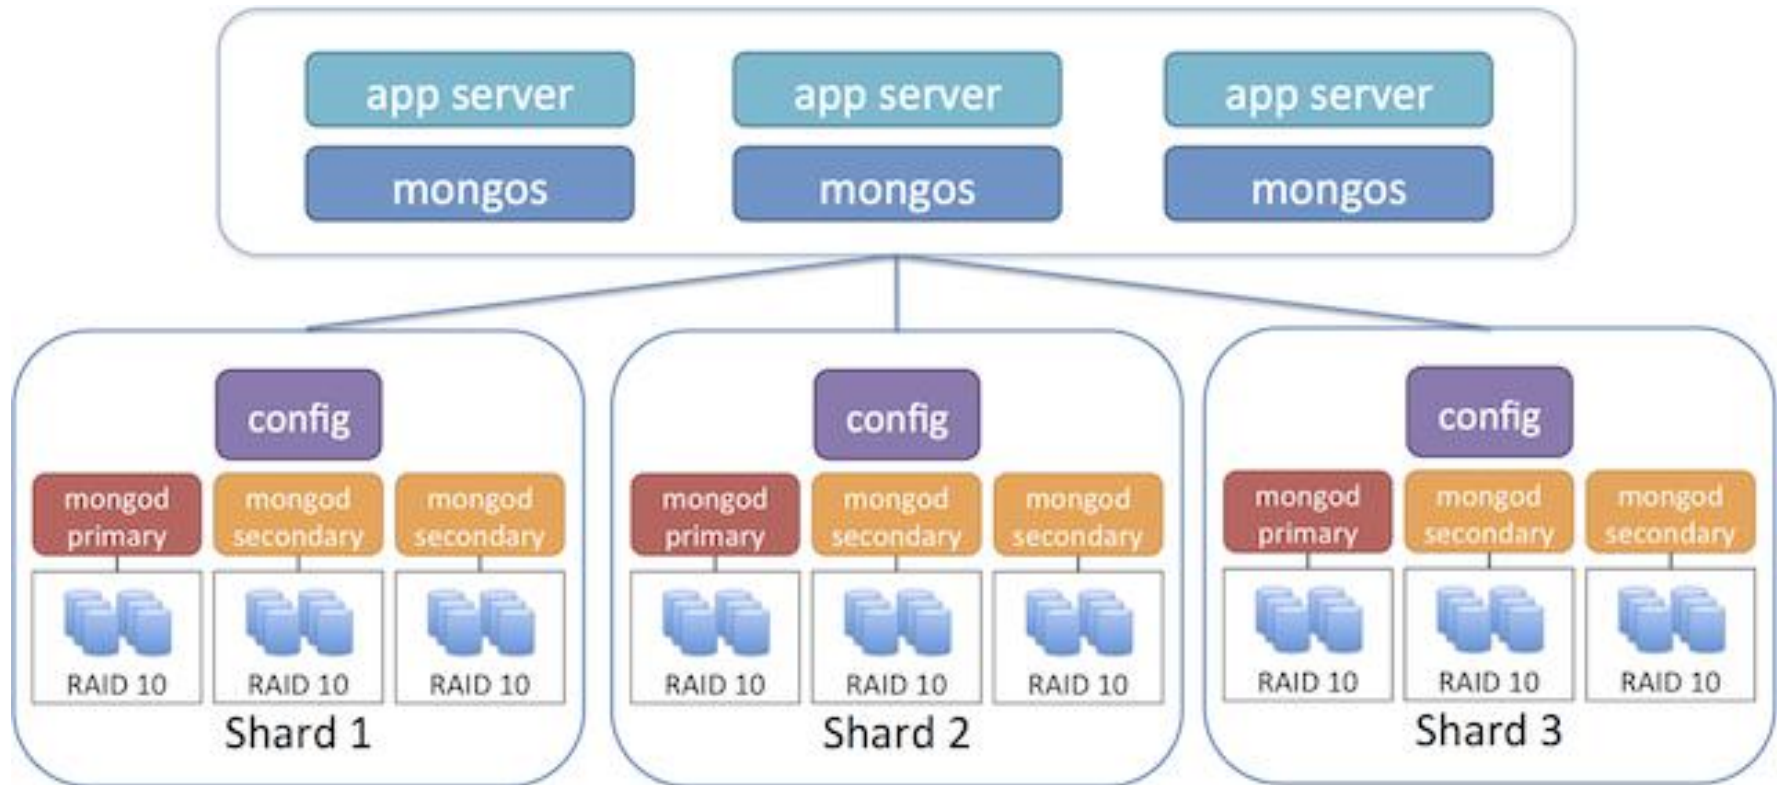 app server
app server
app server
mongos
mongos
mongos
config
mongod
primary
mongod
secondary
mongod
secondary
RAID 10
RAID 10
RAID 10
Shard 1
config
mongod
primary
mongod
secondary
mongod
secondary
RAID 10
RAID 10
RAID 10
Shard 2
config
mongod
primary
mongod
secondary
mongod
secondary
RAID 10
RAID 10
RAID 10
Shard 3